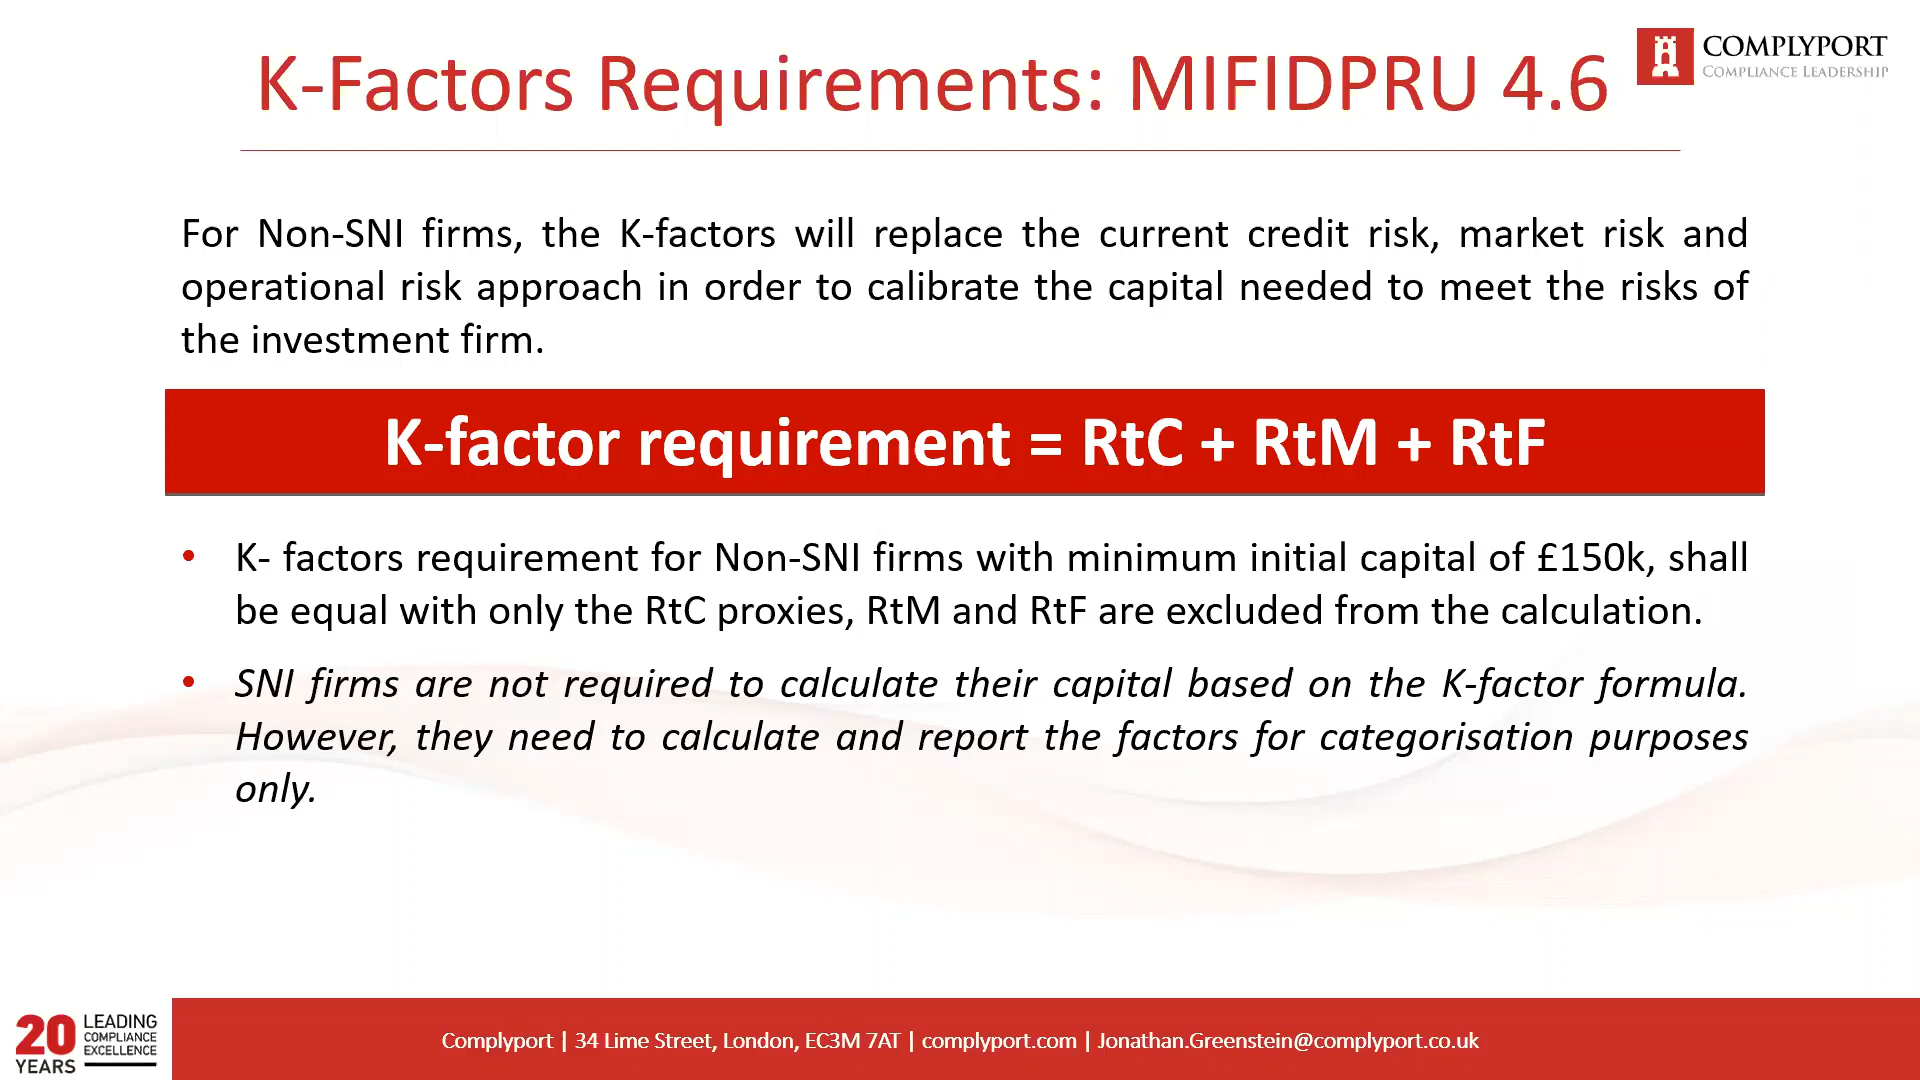 K-Factors Requirements: MIFIDPRU 4.6
COMPLYPORT
COMPLIANCE LEADERSHIP
For Non-SNI firms, the K-factors will replace the current credit risk, market risk and
operational risk approach in order to calibrate the capital needed to meet the risks of
the investment firm.
K-factor requirement = RtC + RtM + RtF
• K- factors requirement for Non-SNI firms with minimum initial capital of £150k, shall
be equal with only the RtC proxies, RtM and RtF are excluded from the calculation.
• SNI firms are not required to calculate their capital based on the K-factor formula.
However, they need to calculate and report the factors for categorisation purposes
only.
20 YEARS
LEADING
COMPLIANCE
EXCELLENCE
Complyport | 34 Lime Street, London, EC3M 7AT | complyport.com | Jonathan.Greenstein@complyport.co.uk